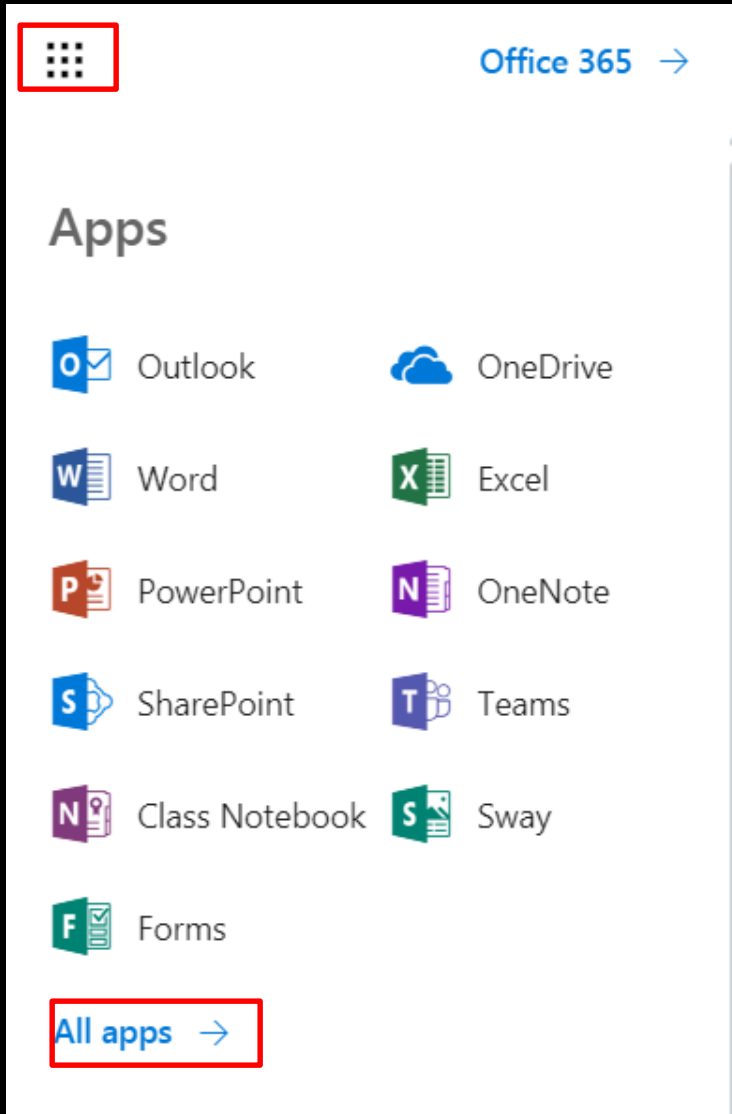 Office 365 →
Apps
Outlook OneDrive
Word Excel
PowerPoint OneNote
SharePoint Teams
Class Notebook Sway
Forms
All apps →